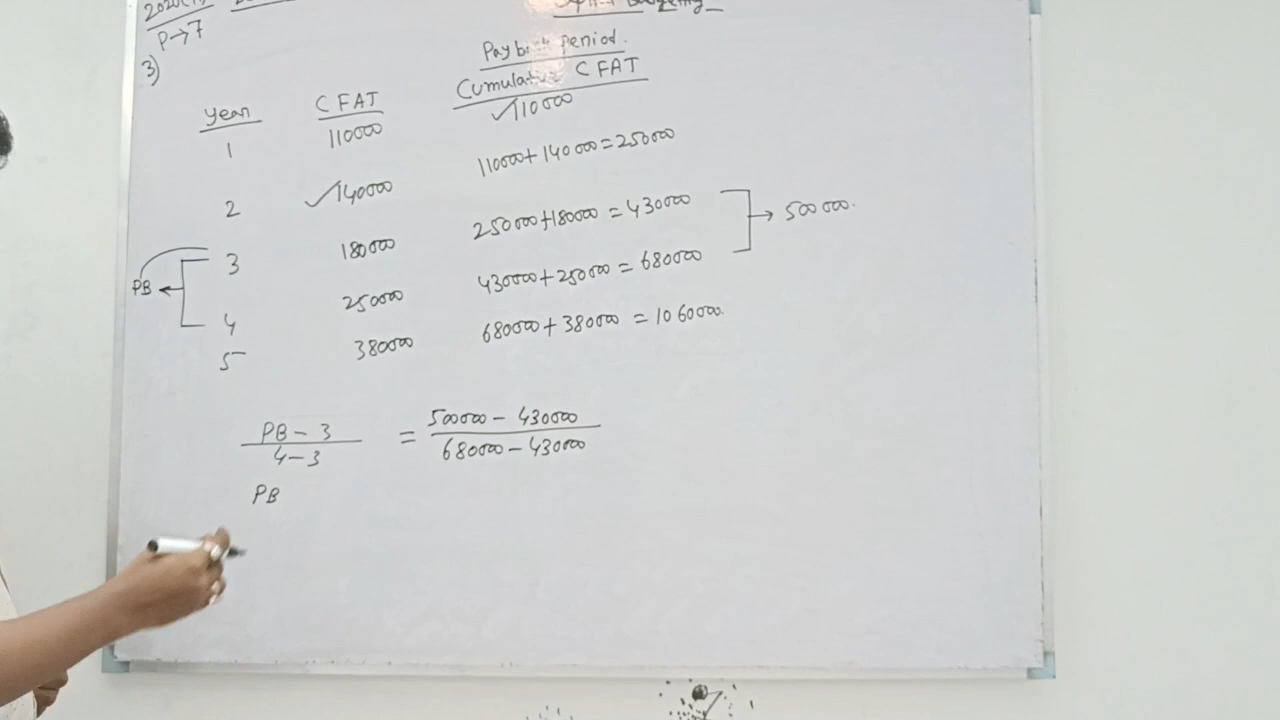 P→7
3)
Payback period.
Cumulative CFAT
Year CFAT ✓110000
1 110000
110000+140000=250000
2 ✓140000
250000+180000 = 430000 → 500000.
3 180000
PB
430000+250000 = 680000
4 250000
680000+380000 = 1060000.
5 380000
PB-3 = 500000-430000
4-3 680000-430000
PB